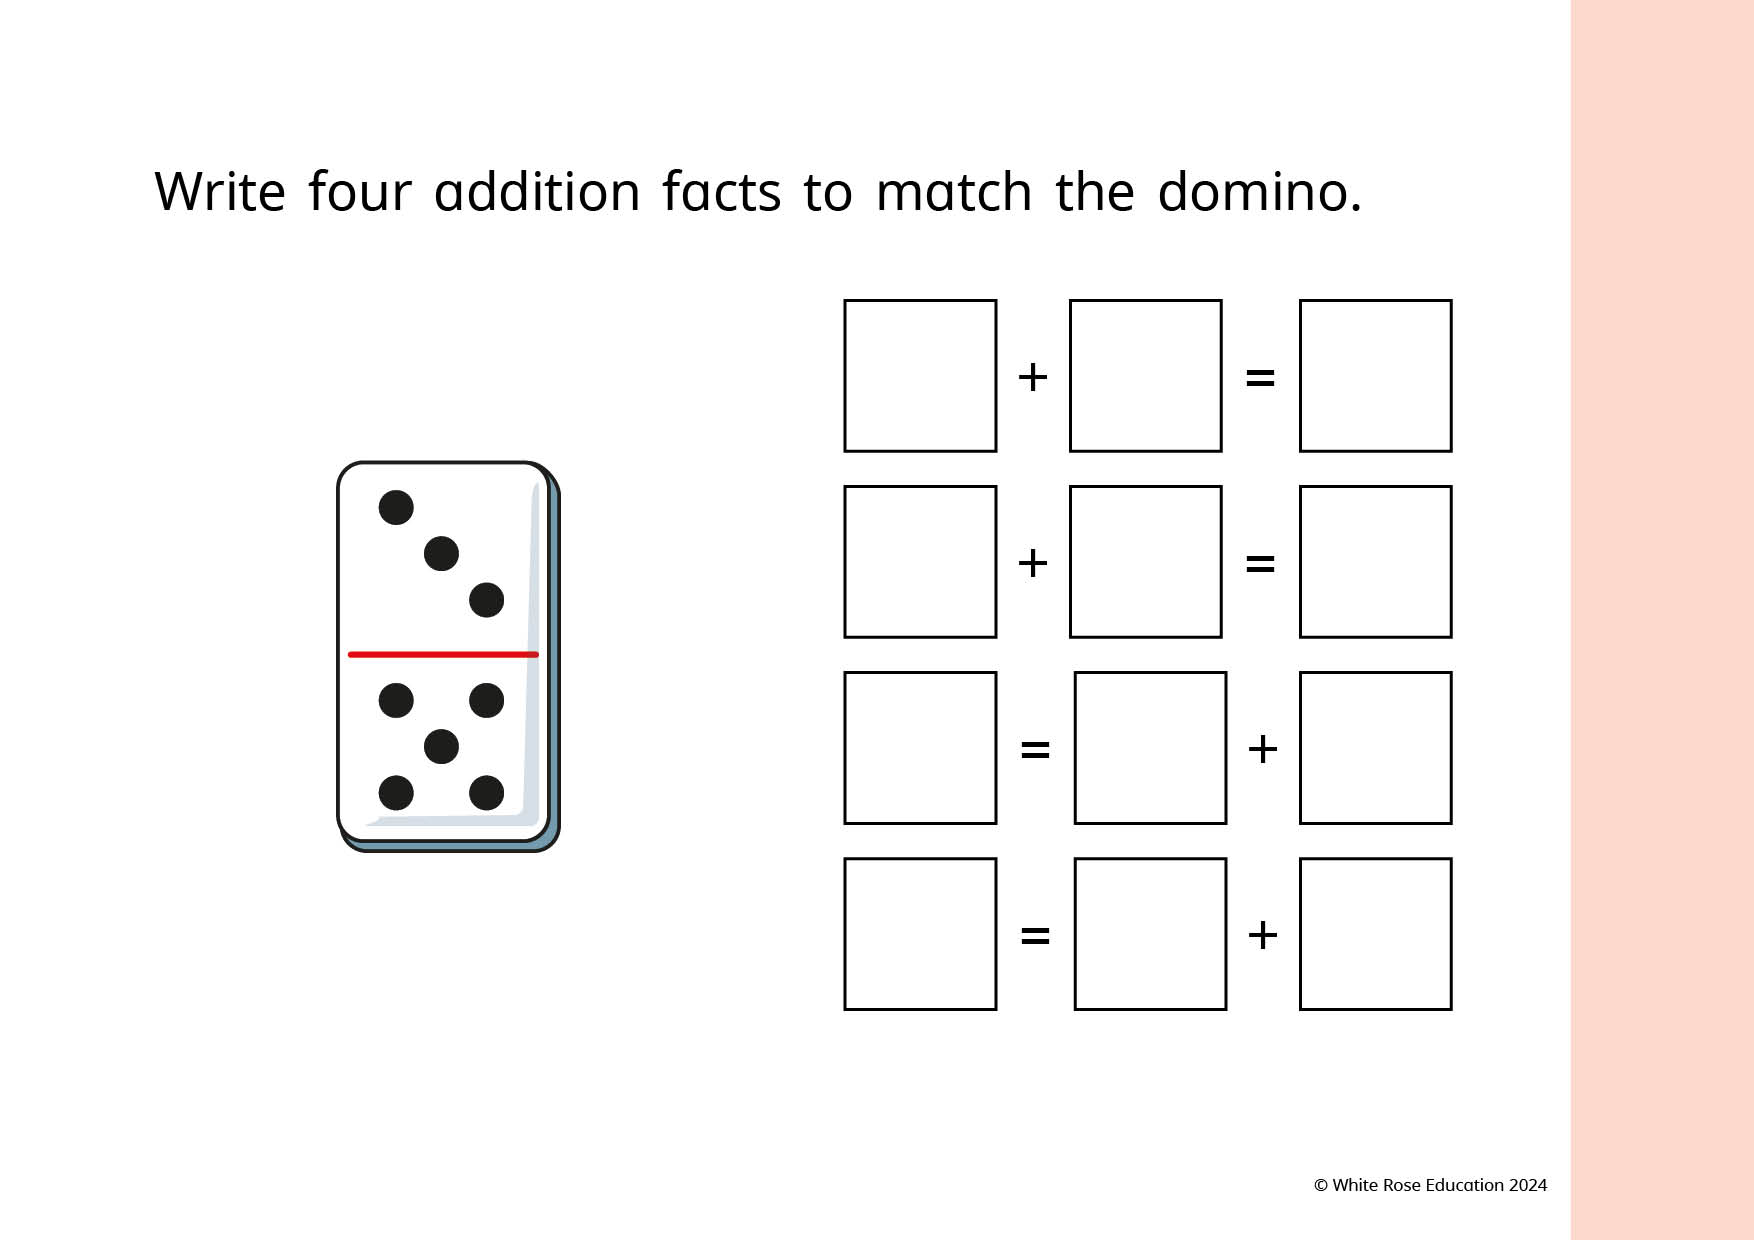 Write four addition facts to match the domino.
+ =
+ =
= +
= +
© White Rose Education 2024